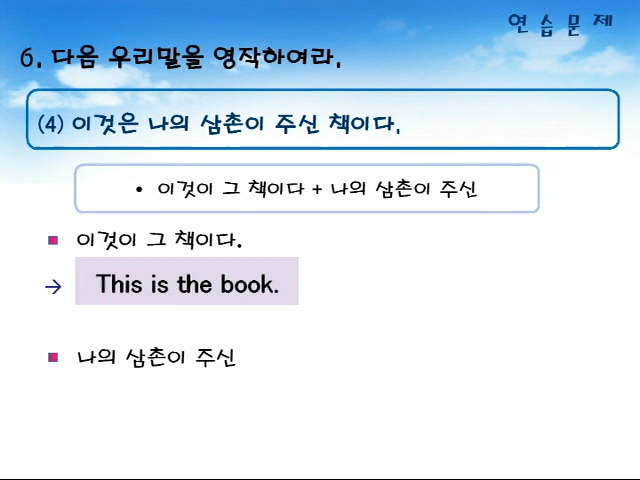 연 습 문 제
6. 다음 우리말을 영작하여라.
(4) 이것은 나의 삼촌이 주신 책이다.
• 이것이 그 책이다 + 나의 삼촌이 주신
이것이 그 책이다.
→ This is the book.
나의 삼촌이 주신